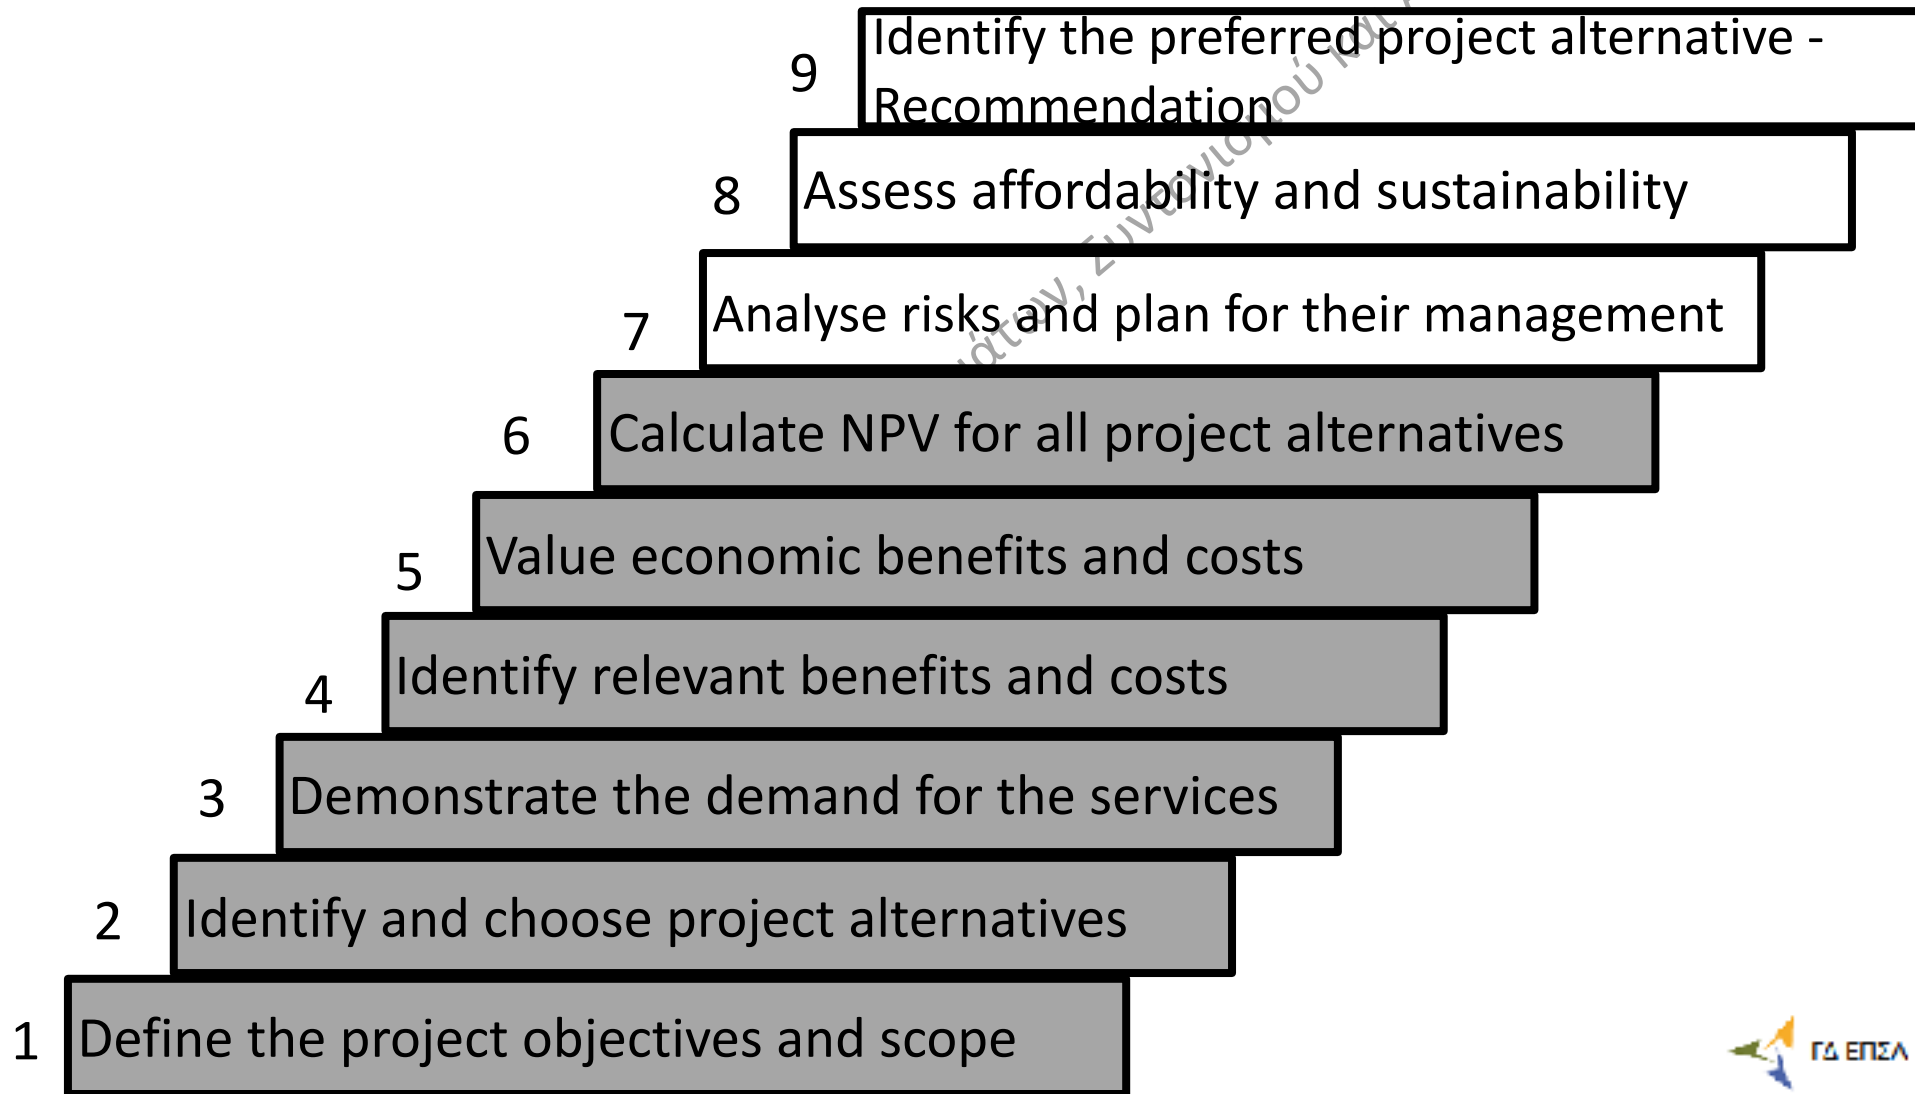 9
Identify the preferred project alternative -
Recommendation
8
Assess affordability and sustainability
7
Analyse risks and plan for their management
6
Calculate NPV for all project alternatives
5
Value economic benefits and costs
4
Identify relevant benefits and costs
3
Demonstrate the demand for the services
2
Identify and choose project alternatives
1
Define the project objectives and scope
Συντονισμού και
ΓΔ ΕΠΣΛ